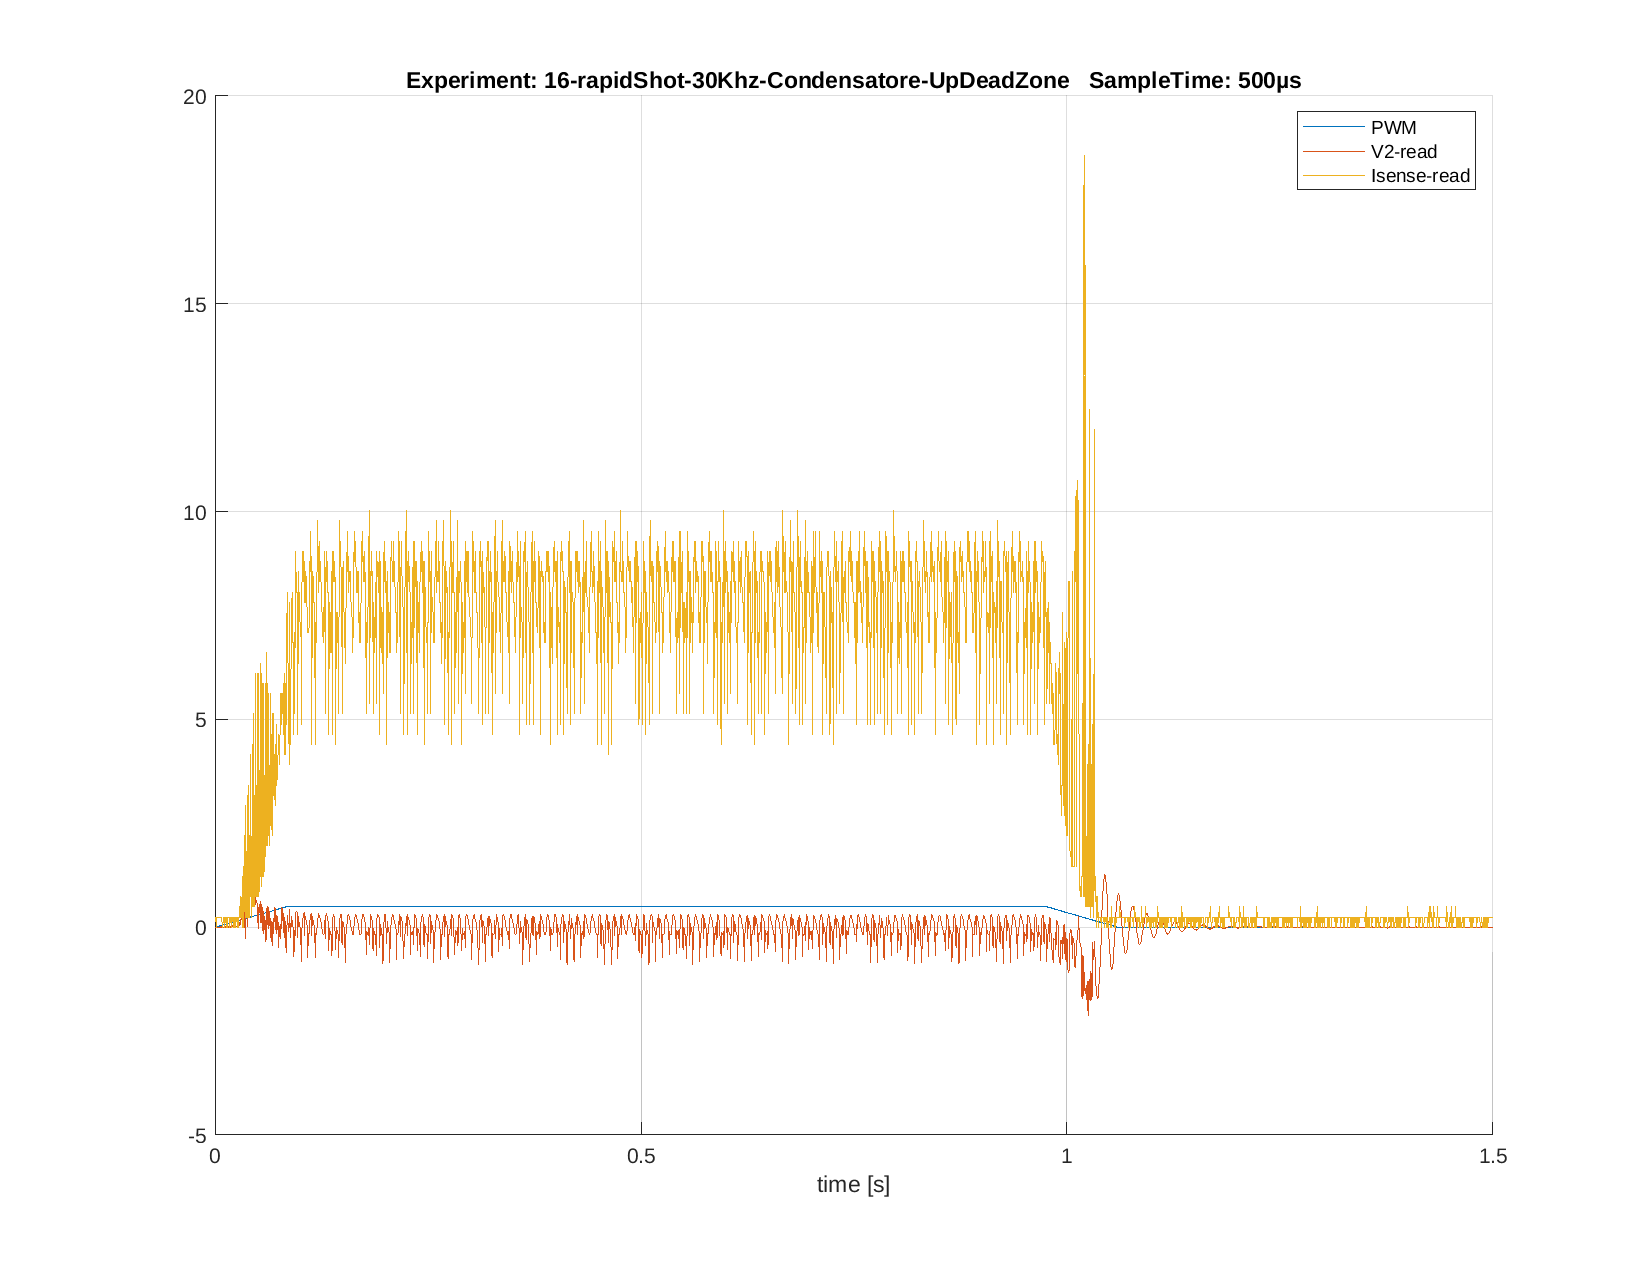 Experiment: 16-rapidShot-30Khz-Condensatore-UpDeadZone   SampleTime: 500µs
20
15
10
5
0
-5
0
0.5
1
1.5
time [s]
PWM
V2-read
Isense-read